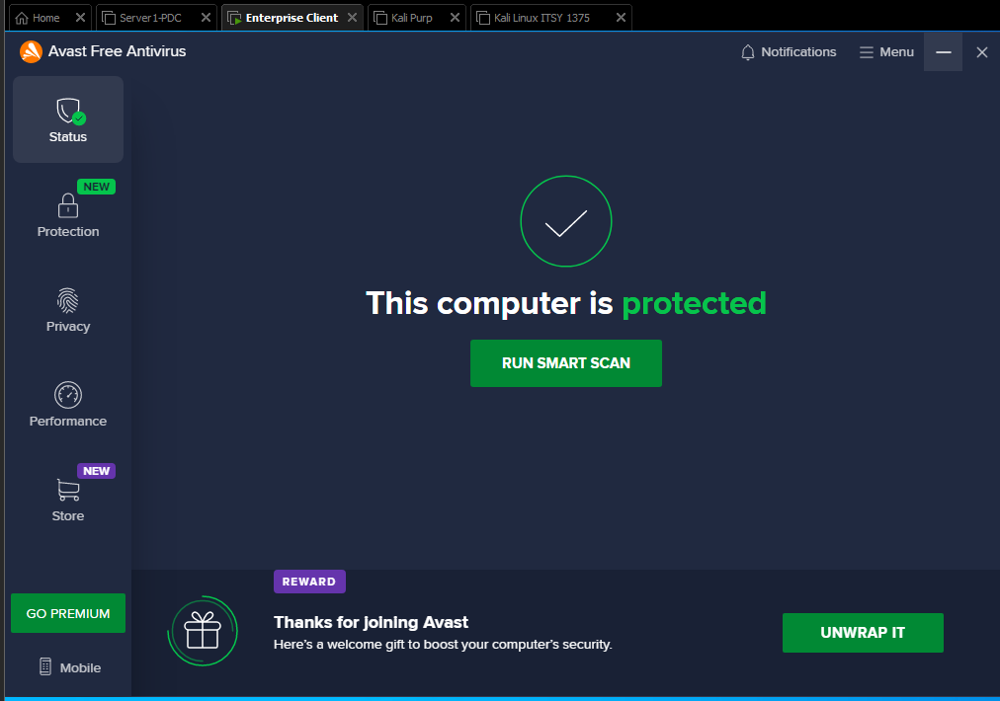 Home
Server1-PDC
Enterprise Client
Kali Purp
Kali Linux ITSY 1375
Avast Free Antivirus
Notifications
Menu
Status
NEW
Protection
Privacy
Performance
NEW
Store
GO PREMIUM
Mobile
This computer is protected
RUN SMART SCAN
REWARD
Thanks for joining Avast
Here's a welcome gift to boost your computer's security.
UNWRAP IT